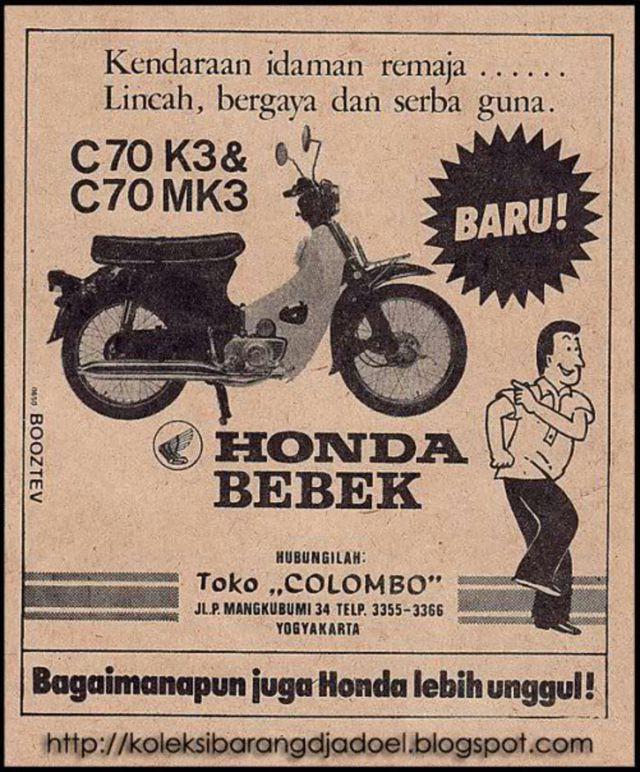 Kendaraan idaman remaja ......
Lincah, bergaya dan serba guna.
C70 K3 &
C70 MK3
BARU!
BOOZTEV
HONDA
BEBEK
HUBUNGILAH:
Toko „COLOMBO”
JL.P. MANGKUBUMI 34 TELP. 3355-3366
YOGYAKARTA
Bagaimanapun juga Honda lebih unggul!
http://koleksibarangdjadoel.blogspot.com